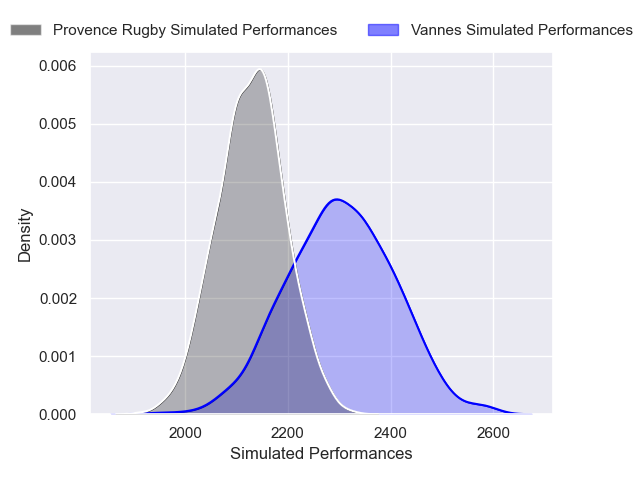 Provence Rugby Simulated Performances Vannes Simulated Performances
0.006
0.005
0.004
0.003
0.002
0.001
0.000
Density
2000 2200 2400 2600
Simulated Performances